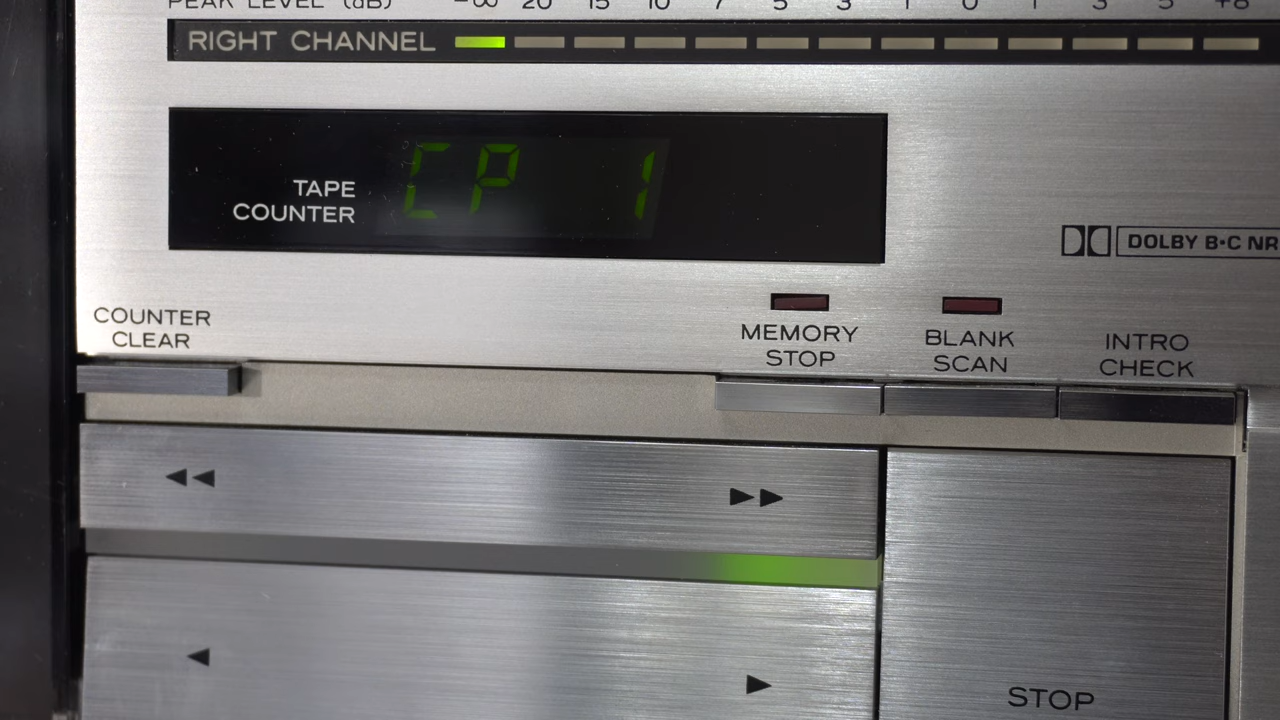 PEAK LEVEL (dB) -∞ 20 15 10 7 5 3 1 0 1 3 5 +8
RIGHT CHANNEL
CP 1
TAPE
COUNTER
DOLBY B·C NR
COUNTER
CLEAR
MEMORY
STOP
BLANK
SCAN
INTRO
CHECK
STOP